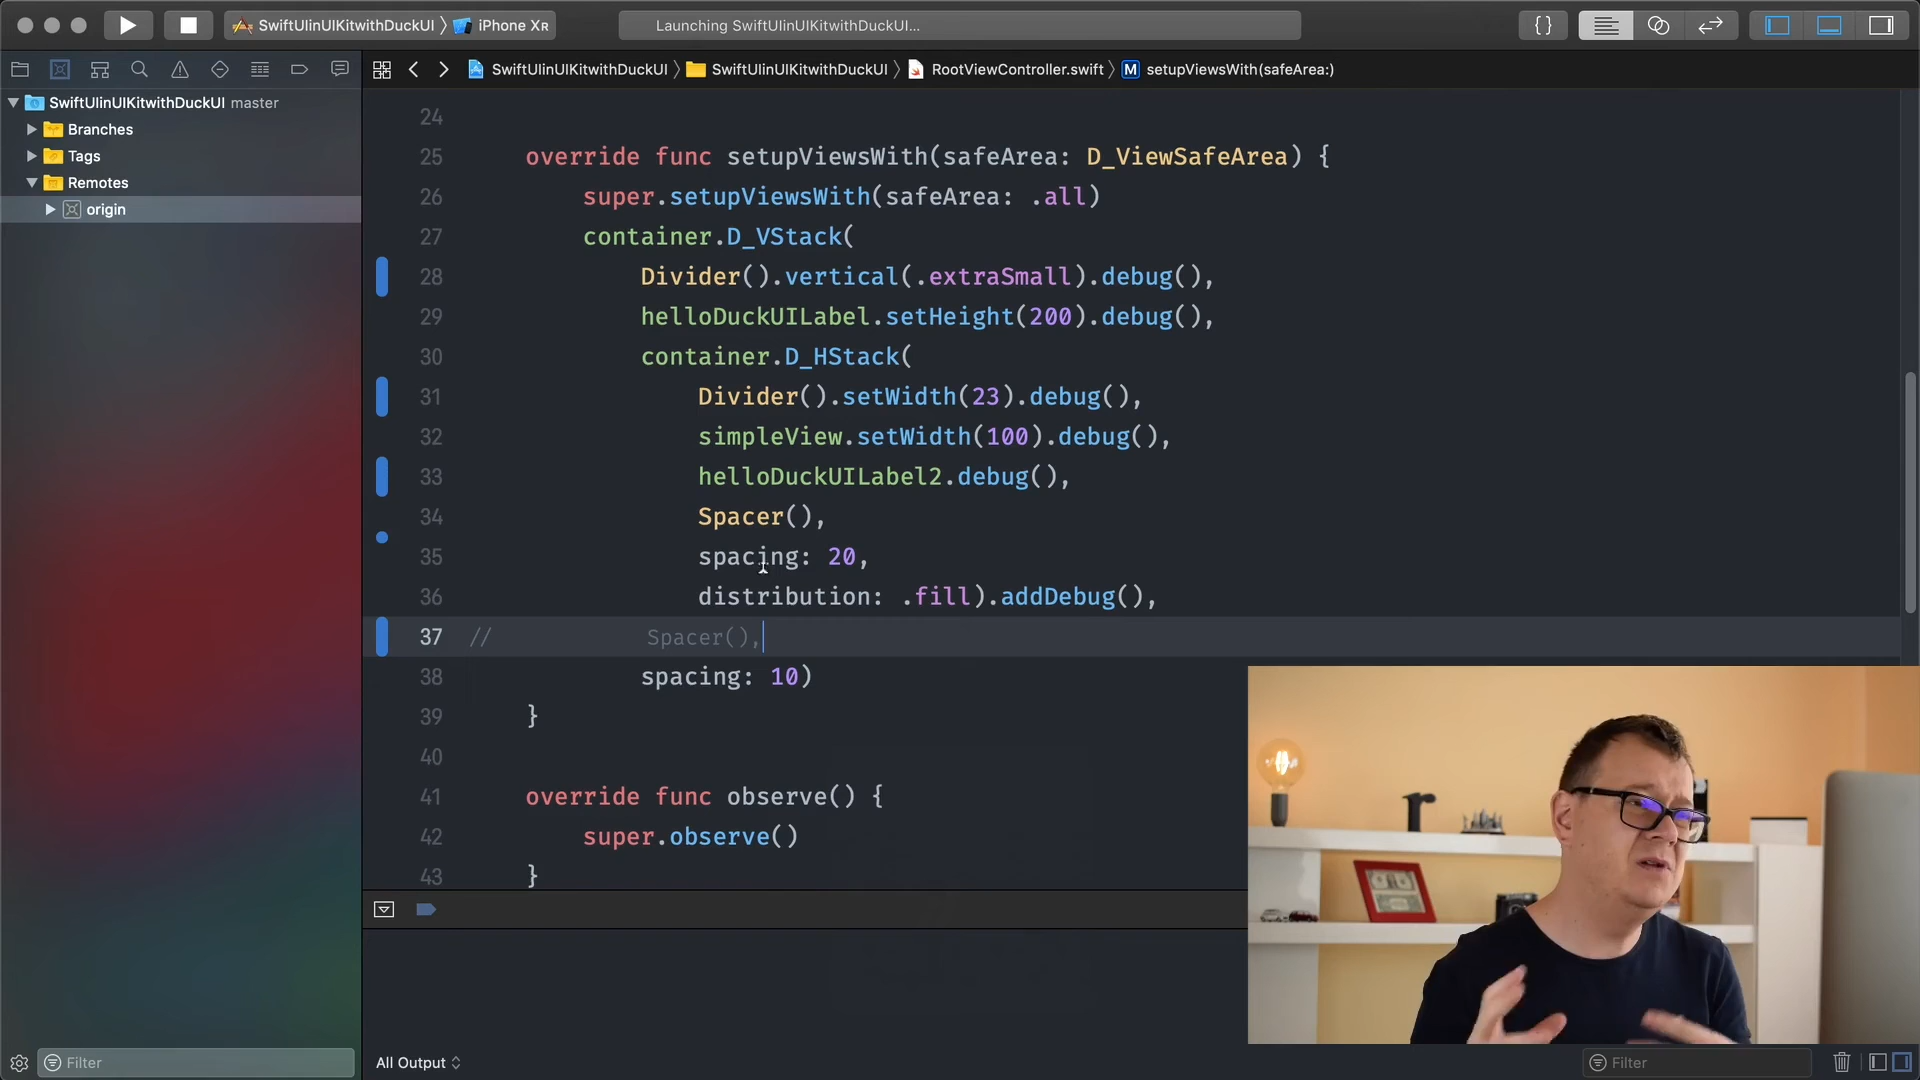 SwiftUIinUIKitwithDuckUI 〉 iPhone Xʀ
Launching SwiftUIinUIKitwithDuckUI...
{}
SwiftUIinUIKitwithDuckUI 〉 SwiftUIinUIKitwithDuckUI 〉 RootViewController.swift 〉 M setupViewsWith(safeArea:)
SwiftUIinUIKitwithDuckUI master
Branches
Tags
Remotes
origin
24
25 override func setupViewsWith(safeArea: D_ViewSafeArea) {
26 super.setupViewsWith(safeArea: .all)
27 container.D_VStack(
28 Divider().vertical(.extraSmall).debug(),
29 helloDuckUILabel.setHeight(200).debug(),
30 container.D_HStack(
31 Divider().setWidth(23).debug(),
32 simpleView.setWidth(100).debug(),
33 helloDuckUILabel2.debug(),
34 Spacer(),
35 spacing: 20,
36 distribution: .fill).addDebug(),
37 // Spacer(),
38 spacing: 10)
39 }
40
41 override func observe() {
42 super.observe()
43 }
Filter
All Output
Filter